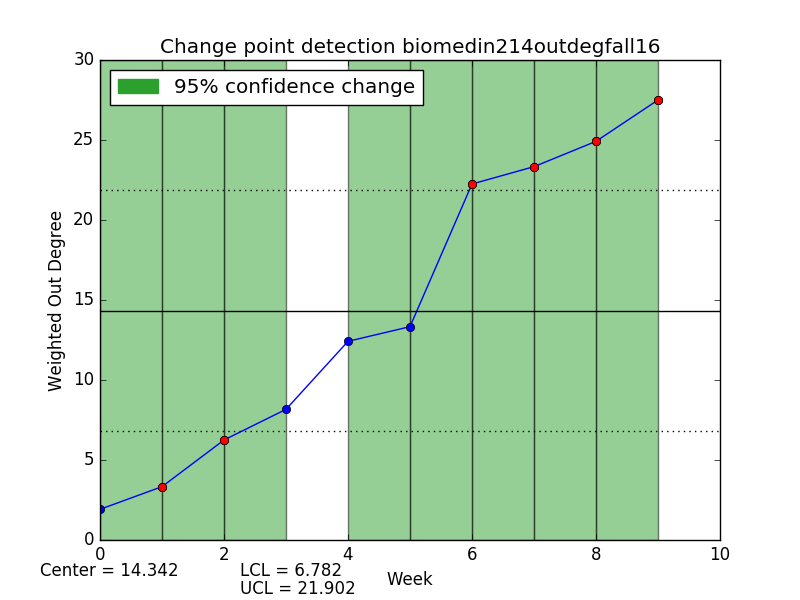 Change point detection biomedin214outdegfall16
95% confidence change
Weighted Out Degree
30
25
20
15
10
5
0
0 2 4 6 8 10
Center = 14.342 LCL = 6.782
UCL = 21.902
Week